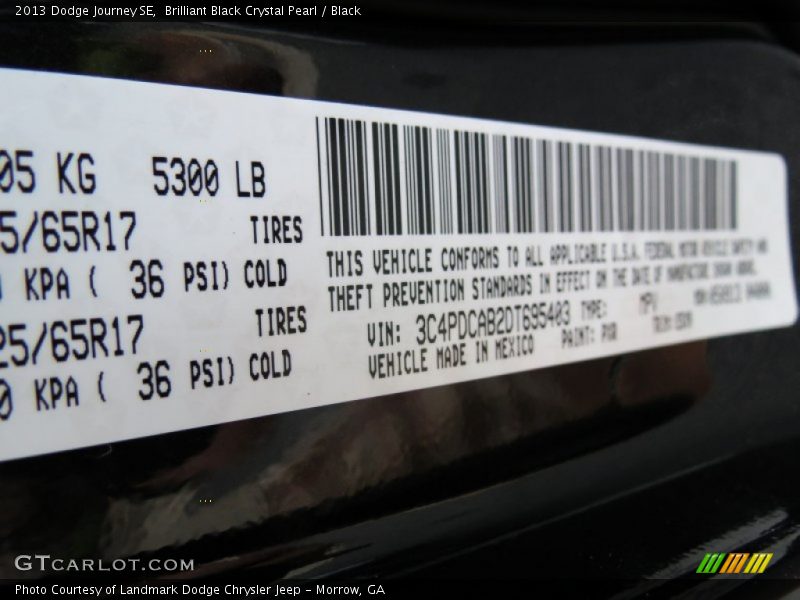 2013 Dodge Journey SE, Brilliant Black Crystal Pearl / Black
05 KG 5300 LB
5/65R17 TIRES
KPA ( 36 PSI) COLD
25/65R17 TIRES
0 KPA ( 36 PSI) COLD
THIS VEHICLE CONFORMS TO ALL APPLICABLE U.S.A. FEDERAL MOTOR VEHICLE SAFETY AND
THEFT PREVENTION STANDARDS IN EFFECT ON THE DATE OF MANUFACTURE SHOWN ABOVE.
VIN: 3C4PDCAB2DT695403 TYPE: MPV
VEHICLE MADE IN MEXICO PAINT: PXR TRIM:
GTCARLOT.COM
Photo Courtesy of Landmark Dodge Chrysler Jeep - Morrow, GA